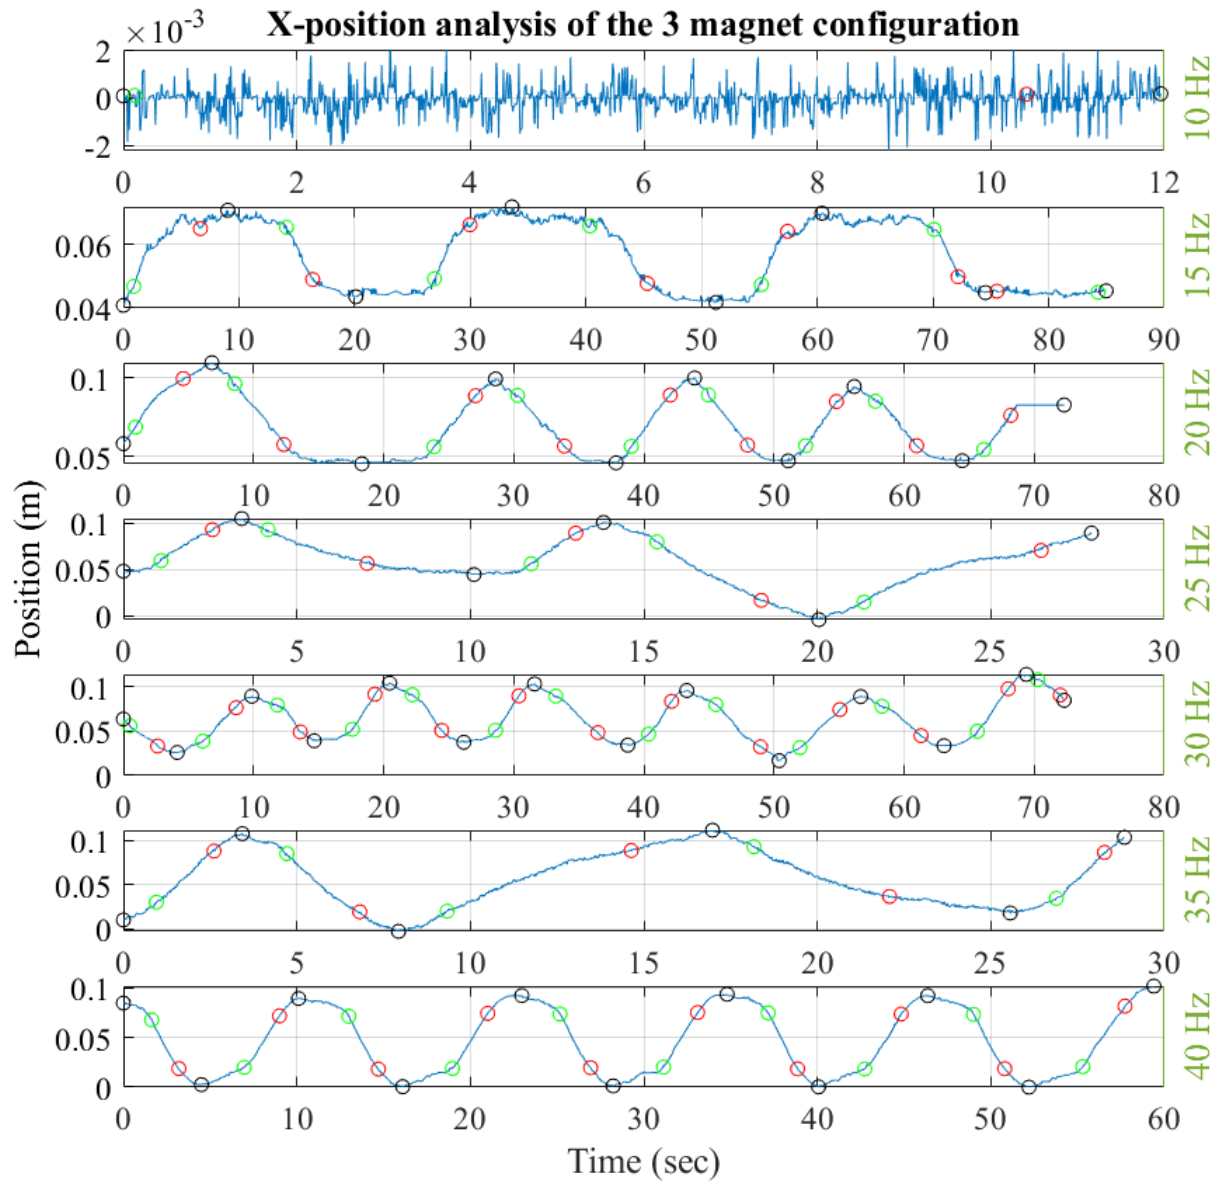 X-position analysis of the 3 magnet configuration
×10-3
2
0
-2
0 2 4 6 8 10 12
10 Hz
0.06
0.04
0 10 20 30 40 50 60 70 80 90
15 Hz
0.1
0.05
0 10 20 30 40 50 60 70 80
20 Hz
0.1
0.05
0
0 5 10 15 20 25 30
25 Hz
0.1
0.05
0
0 10 20 30 40 50 60 70 80
30 Hz
0.1
0.05
0
0 5 10 15 20 25 30
35 Hz
0.1
0.05
0
0 10 20 30 40 50 60
40 Hz
Position (m)
Time (sec)